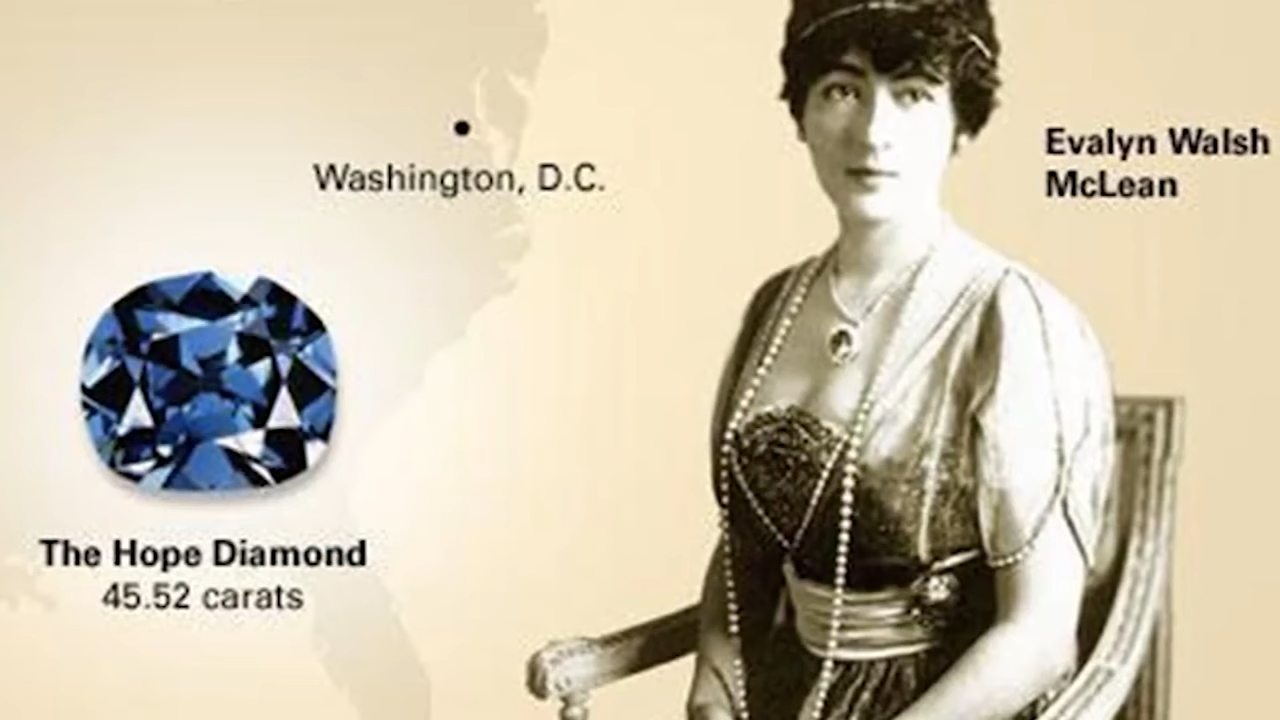 Washington, D.C.
Evalyn Walsh
McLean
The Hope Diamond
45.52 carats